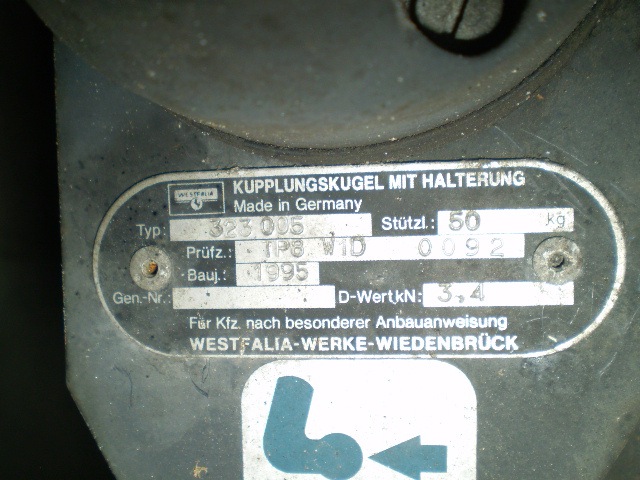 WESTFALIA
KUPPLUNGSKUGEL MIT HALTERUNG
Made in Germany
Typ: 323 005 Stützl.: 50 kg
Prüfz.: TP8 W1D 0092
Bauj.: 1995
Gen.-Nr.: D-Wert kN: 3,4
Für Kfz. nach besonderer Anbauanweisung
WESTFALIA-WERKE-WIEDENBRÜCK